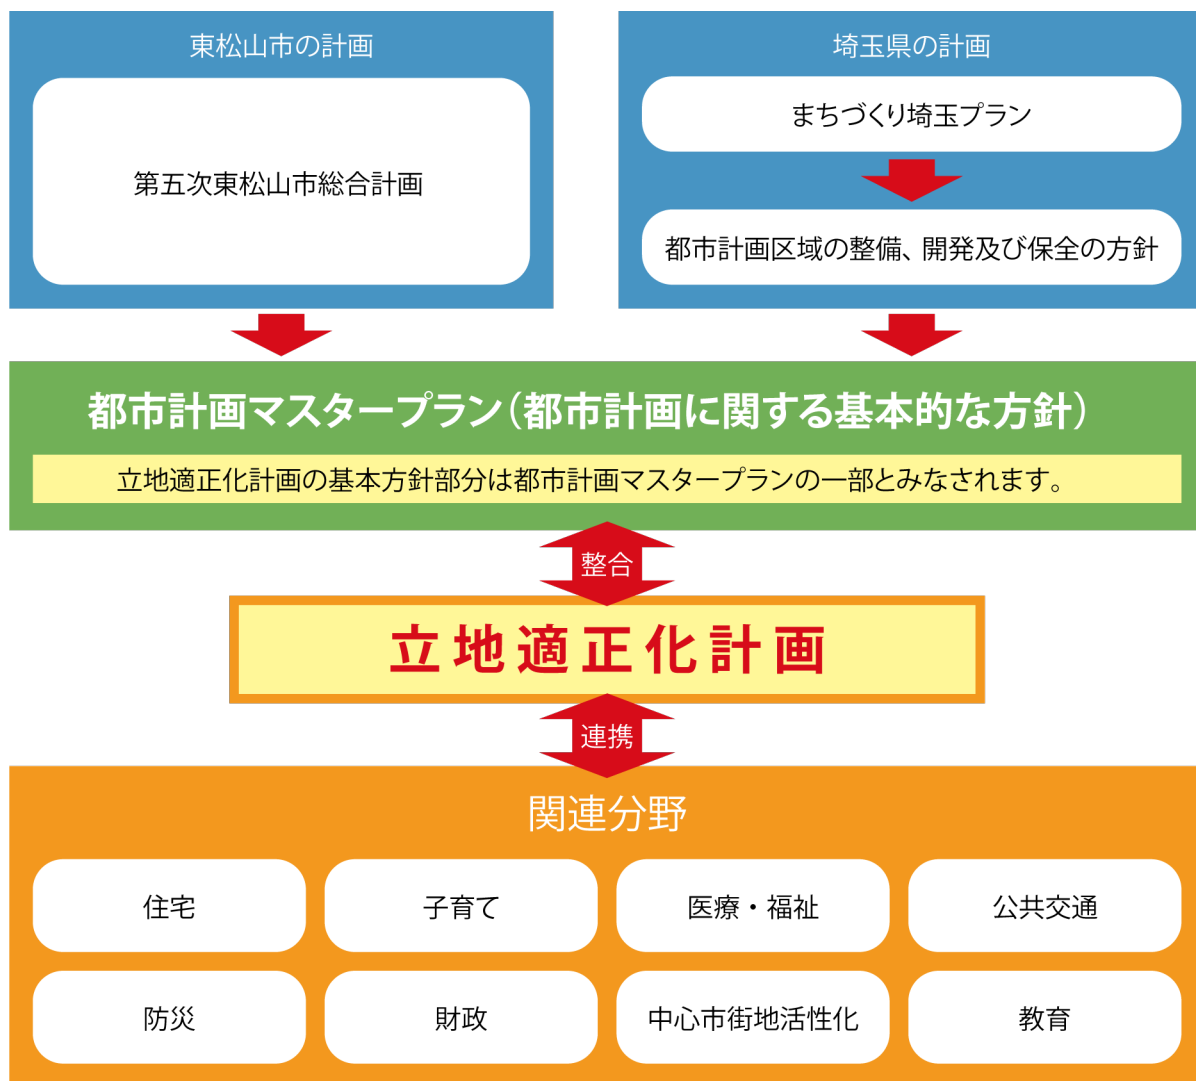 東松山市の計画
第五次東松山市総合計画
埼玉県の計画
まちづくり埼玉プラン
都市計画区域の整備、開発及び保全の方針
都市計画マスタープラン（都市計画に関する基本的な方針）
立地適正化計画の基本方針部分は都市計画マスタープランの一部とみなされます。
整合
立地適正化計画
連携
関連分野
住宅
子育て
医療・福祉
公共交通
防災
財政
中心市街地活性化
教育